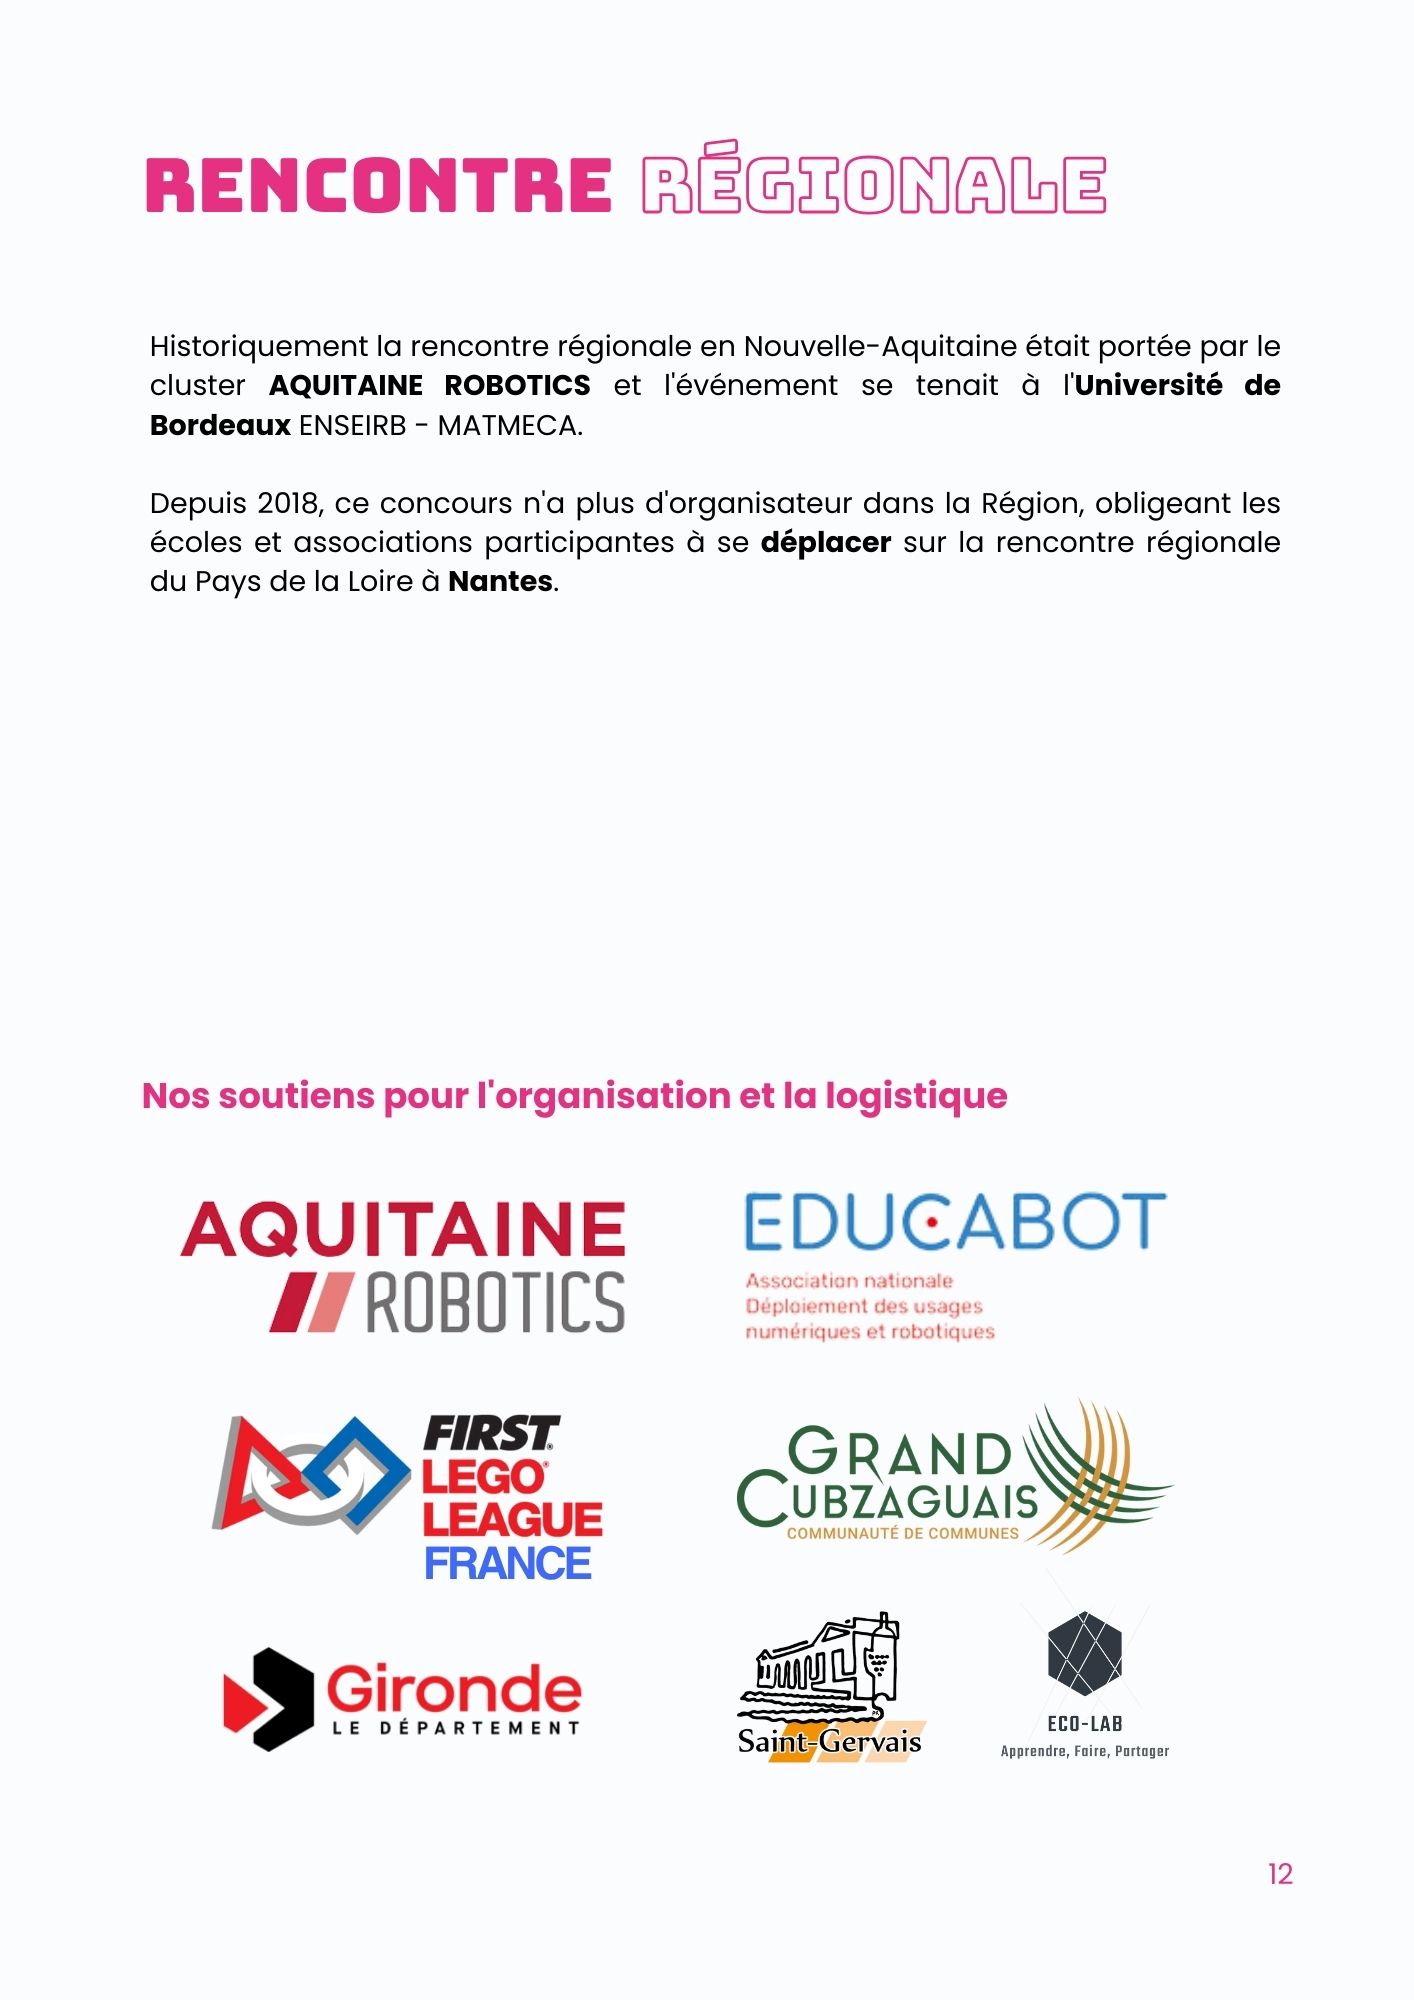 RENCONTRE RÉGIONALE
Historiquement la rencontre régionale en Nouvelle-Aquitaine était portée par le
cluster AQUITAINE ROBOTICS et l'événement se tenait à l'Université de
Bordeaux ENSEIRB - MATMECA.
Depuis 2018, ce concours n'a plus d'organisateur dans la Région, obligeant les
écoles et associations participantes à se déplacer sur la rencontre régionale
du Pays de la Loire à Nantes.
Nos soutiens pour l'organisation et la logistique
AQUITAINE
ROBOTICS
EDUCABOT
Association nationale
Déploiement des usages
numériques et robotiques
FIRST®
LEGO®
LEAGUE
FRANCE
GRAND
CUBZAGUAIS
COMMUNAUTÉ DE COMMUNES
Gironde
LE DÉPARTEMENT
Saint-Gervais
ECO-LAB
Apprendre, Faire, Partager
12